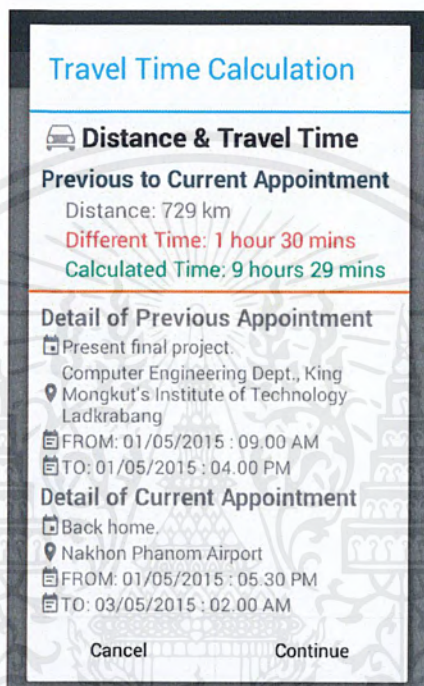 Travel Time Calculation
Distance & Travel Time
Previous to Current Appointment
Distance: 729 km
Different Time: 1 hour 30 mins
Calculated Time: 9 hours 29 mins
Detail of Previous Appointment
Present final project.
Computer Engineering Dept., King
Mongkut's Institute of Technology
Ladkrabang
FROM: 01/05/2015 : 09.00 AM
TO: 01/05/2015 : 04.00 PM
Detail of Current Appointment
Back home.
Nakhon Phanom Airport
FROM: 01/05/2015 : 05.30 PM
TO: 03/05/2015 : 02.00 AM
Cancel Continue